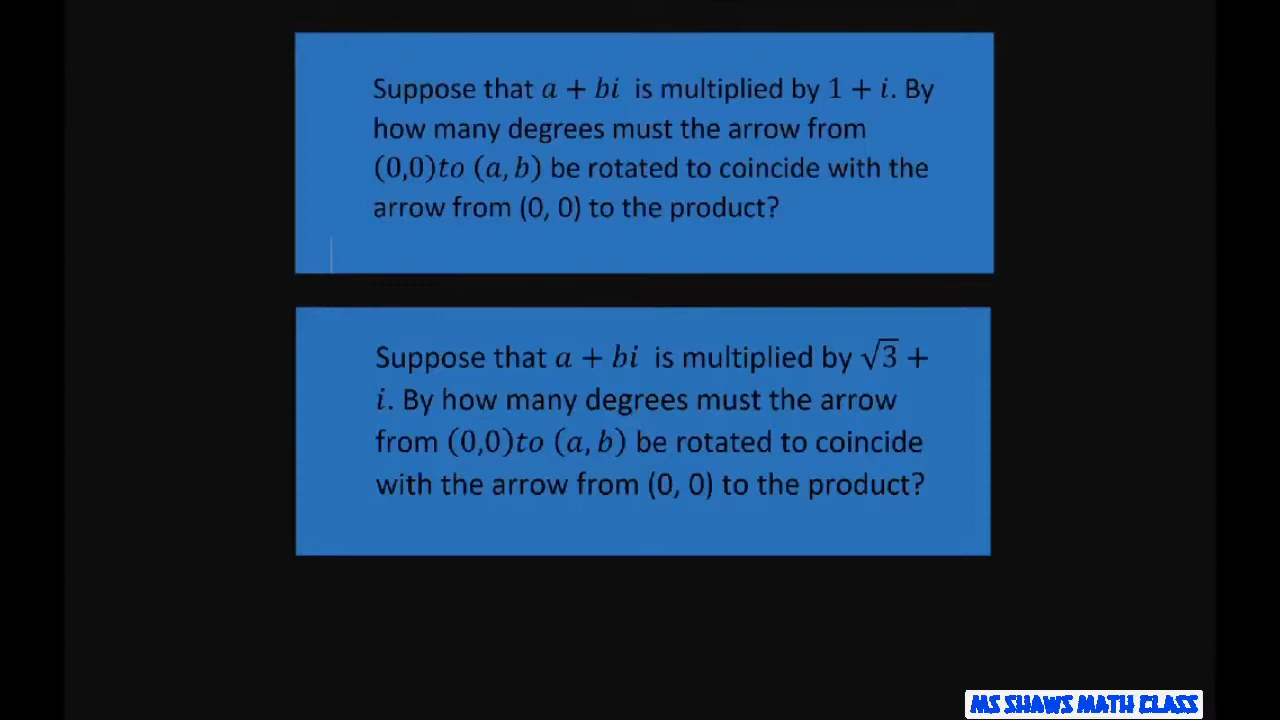 Suppose that a + bi is multiplied by 1 + i. By
how many degrees must the arrow from
(0,0)to (a, b) be rotated to coincide with the
arrow from (0, 0) to the product?
Suppose that a + bi is multiplied by √3 +
i. By how many degrees must the arrow
from (0,0)to (a, b) be rotated to coincide
with the arrow from (0, 0) to the product?
MS SHAWS MATH CLASS